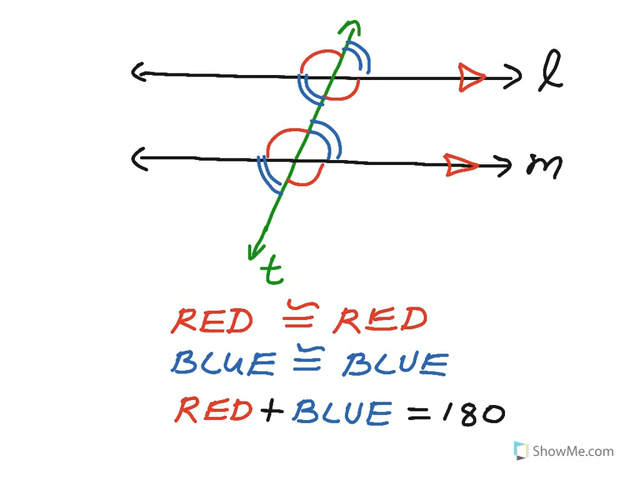 l
m
t
RED ≅ RED
BLUE ≅ BLUE
RED + BLUE = 180
ShowMe.com